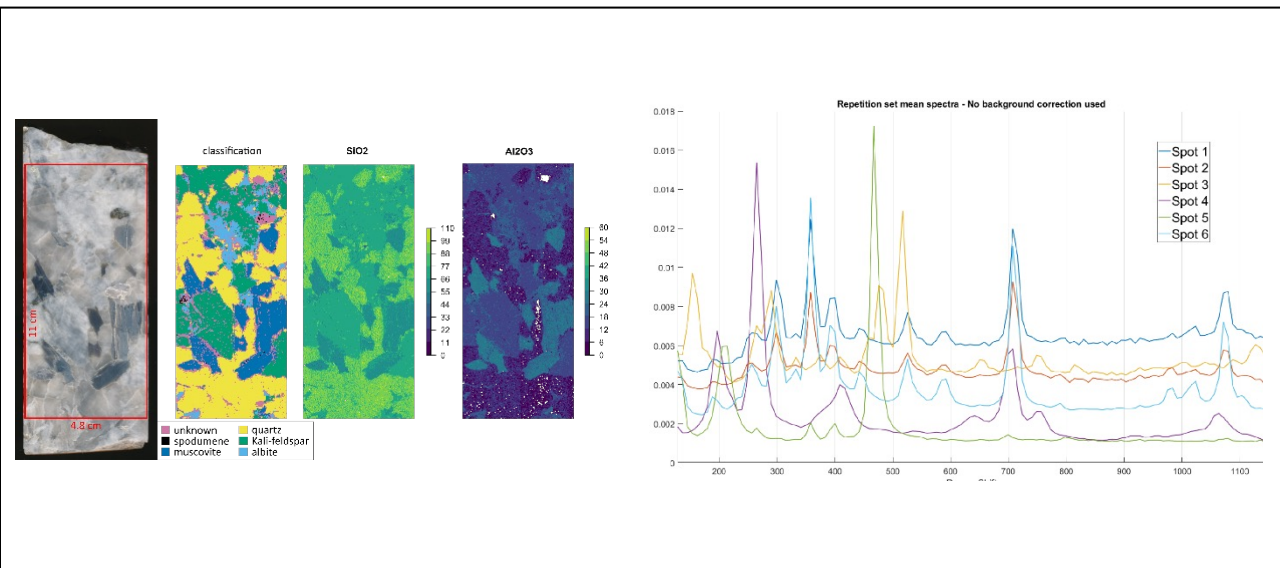 11 cm
4.8 cm
classification
SiO2
Al2O3
110
99
88
77
66
55
44
33
22
11
0
60
54
48
42
36
30
24
18
12
6
0
unknown
spodumene
muscovite
quartz
Kali-feldspar
albite
Repetition set mean spectra - No background correction used
0.018
0.016
0.014
0.012
0.01
0.008
0.006
0.004
0.002
0
200
300
400
500
600
700
800
900
1000
1100
Spot 1
Spot 2
Spot 3
Spot 4
Spot 5
Spot 6